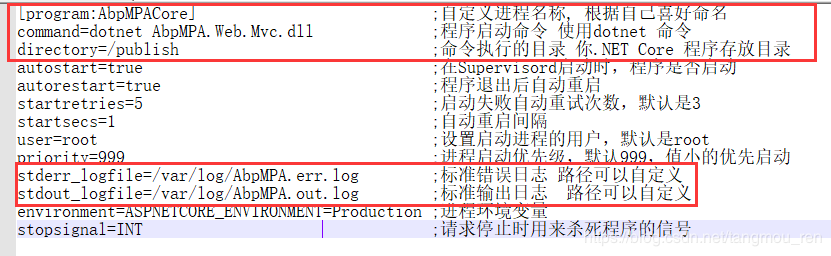 [program:AbpMPACore] ;自定义进程名称, 根据自己喜好命名
command=dotnet AbpMPA.Web.Mvc.dll ;程序启动命令 使用dotnet 命令
directory=/publish ;命令执行的目录 你.NET Core 程序存放目录
autostart=true ;在Supervisord启动时，程序是否启动
autorestart=true ;程序退出后自动重启
startretries=5 ;启动失败自动重试次数，默认是3
startsecs=1 ;自动重启间隔
user=root ;设置启动进程的用户，默认是root
priority=999 ;进程启动优先级，默认999，值小的优先启动
stderr_logfile=/var/log/AbpMPA.err.log ;标准错误日志 路径可以自定义
stdout_logfile=/var/log/AbpMPA.out.log ;标准输出日志 路径可以自定义
environment=ASPNETCORE_ENVIRONMENT=Production ;进程环境变量
stopsignal=INT ;请求停止时用来杀死程序的信号
https://blog.csdn.net/tangmou_ren